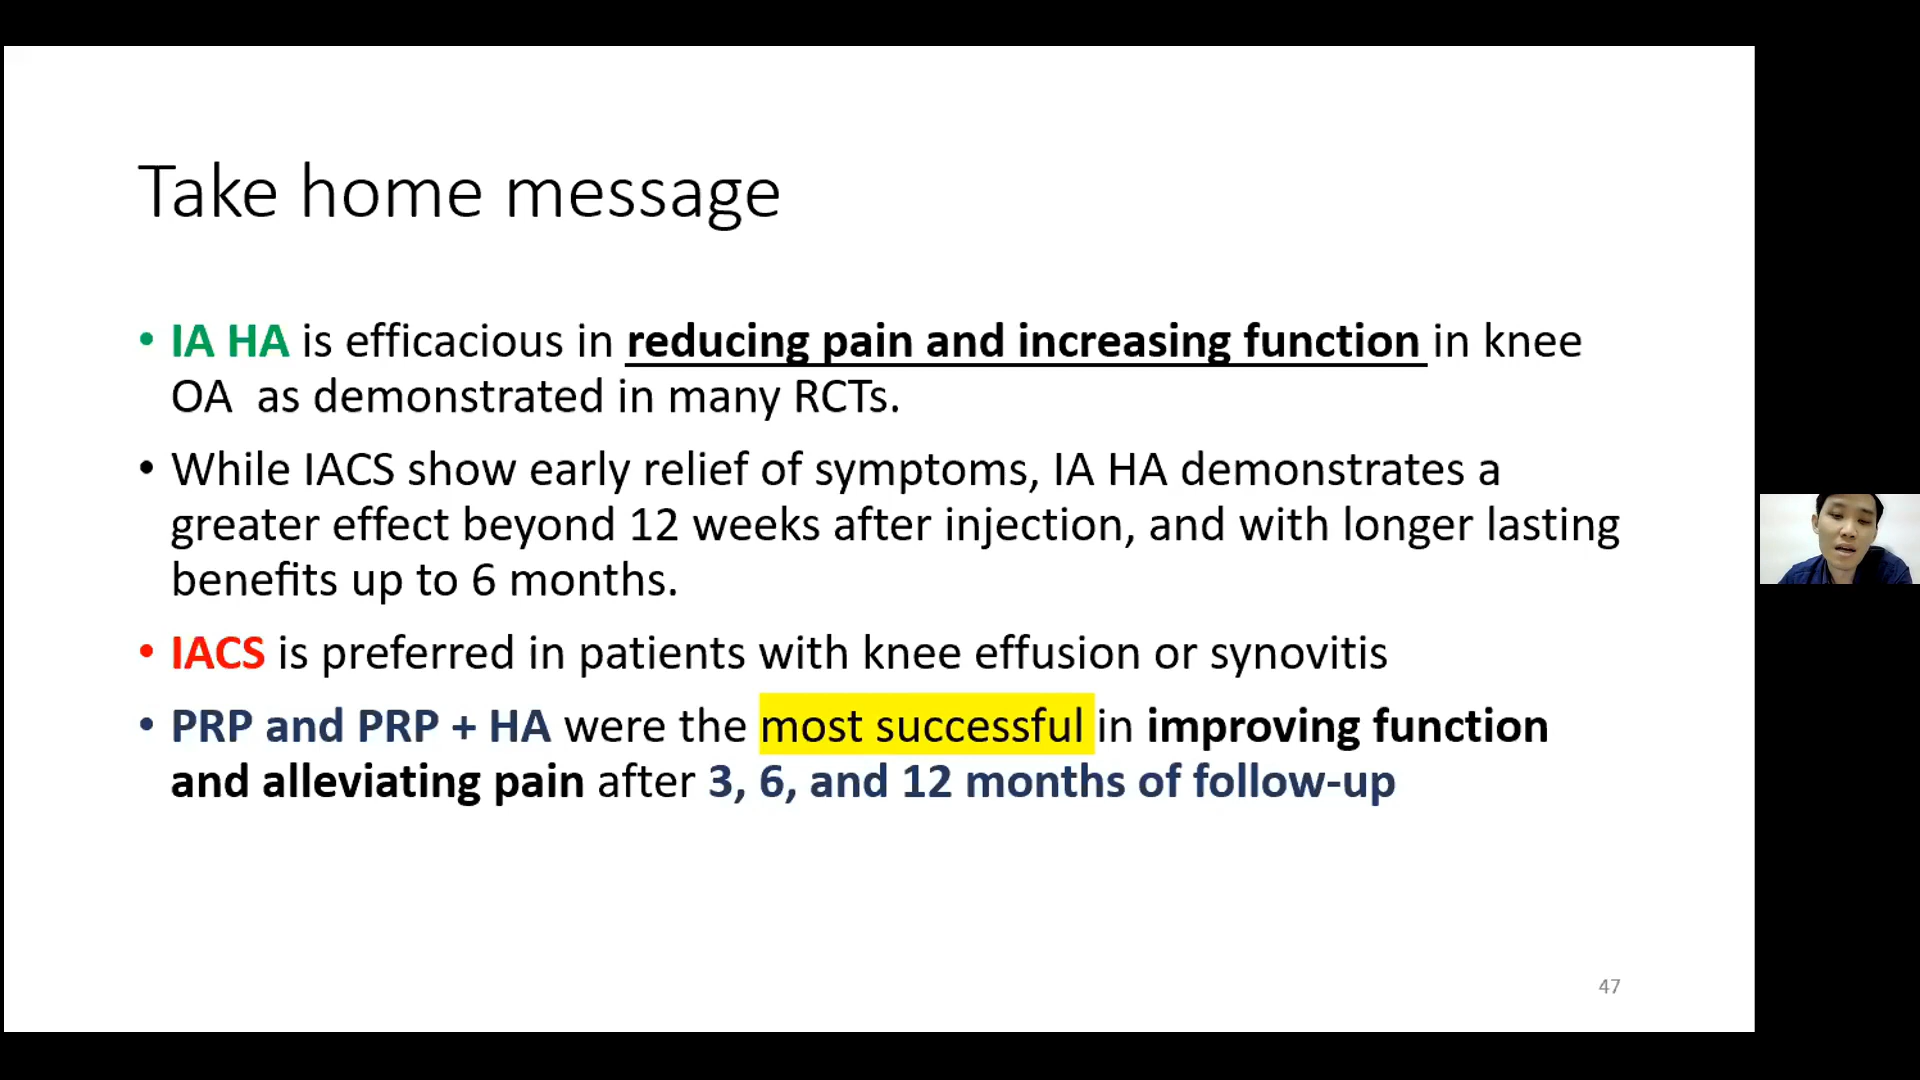 Take home message
• IA HA is efficacious in reducing pain and increasing function in knee
OA  as demonstrated in many RCTs.
• While IACS show early relief of symptoms, IA HA demonstrates a
greater effect beyond 12 weeks after injection, and with longer lasting
benefits up to 6 months.
• IACS is preferred in patients with knee effusion or synovitis
• PRP and PRP + HA were the most successful in improving function
and alleviating pain after 3, 6, and 12 months of follow-up
47